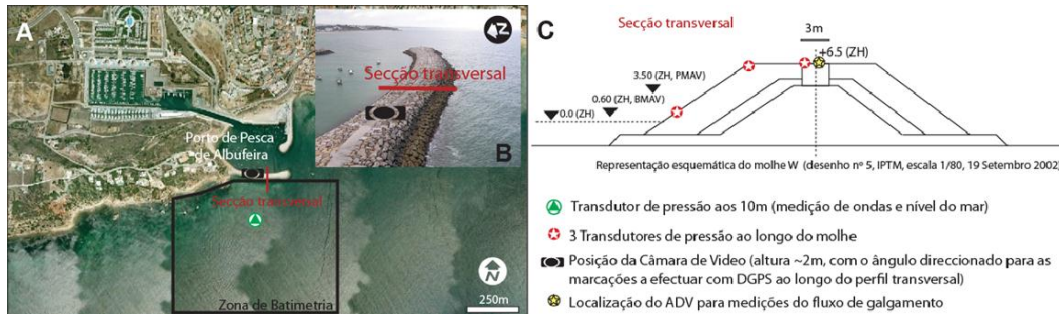 A
Porto de Pesca
de Albufeira
Secção transversal
Zona de Batimetria
N
250m
Z
Secção transversal
B
C
Secção transversal
3m
+6.5 (ZH)
3.50 (ZH, PMAV)
0.60 (ZH, BMAV)
0.0 (ZH)
Representação esquemática do molhe W (desenho nº 5, IPTM, escala 1/80, 19 Setembro 2002)
Transdutor de pressão aos 10m (medição de ondas e nível do mar)
3 Transdutores de pressão ao longo do molhe
Posição da Câmara de Video (altura ~2m, com o ângulo direccionado para as
marcações a efectuar com DGPS ao longo do perfil transversal)
Localização do ADV para medições do fluxo de galgamento